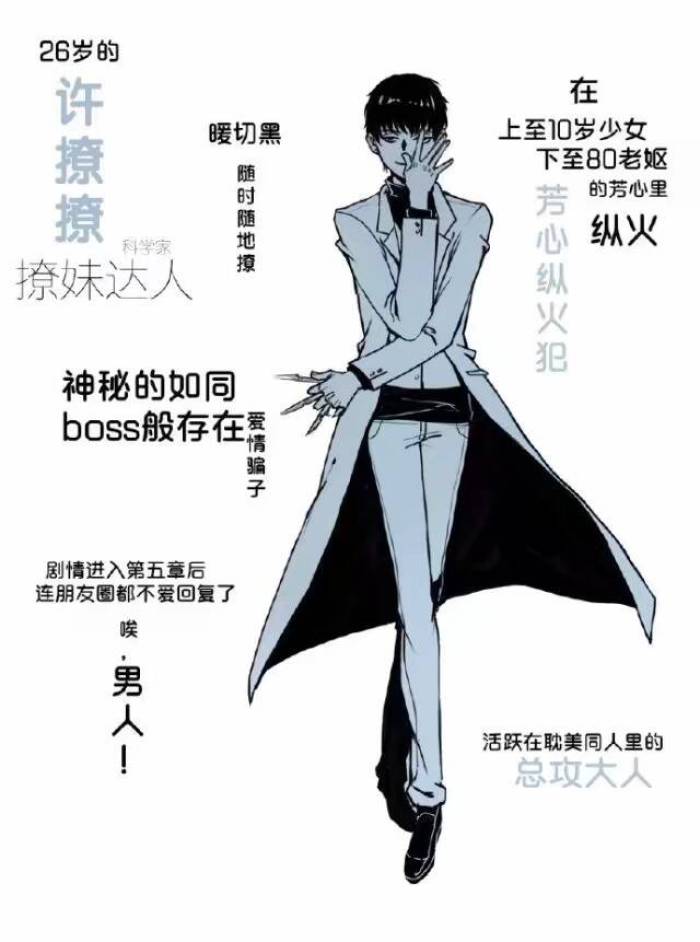 26岁的
许撩撩
科学家
撩妹达人
暖切黑
随时随地撩
在
上至10岁少女
下至80老妪
的芳心里
纵火
芳心纵火犯
神秘的如同
boss般存在
爱情骗子
剧情进入第五章后
连朋友圈都不爱回复了
唉，
男人！
活跃在耽美同人里的
总攻大人